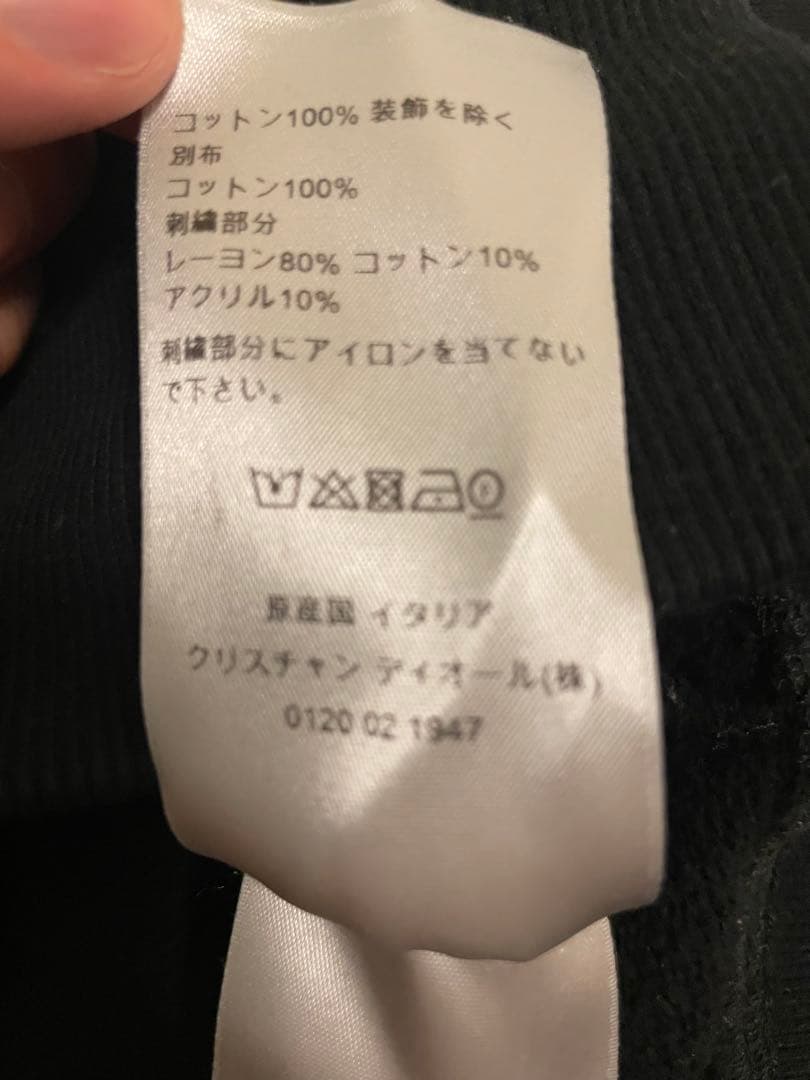 コットン100% 装飾を除く
別布
コットン100%
刺繍部分
レーヨン80% コットン10%
アクリル10%
刺繍部分にアイロンを当てない
で下さい。
原産国 イタリア
クリスチャン ディオール(株)
0120 02 1947